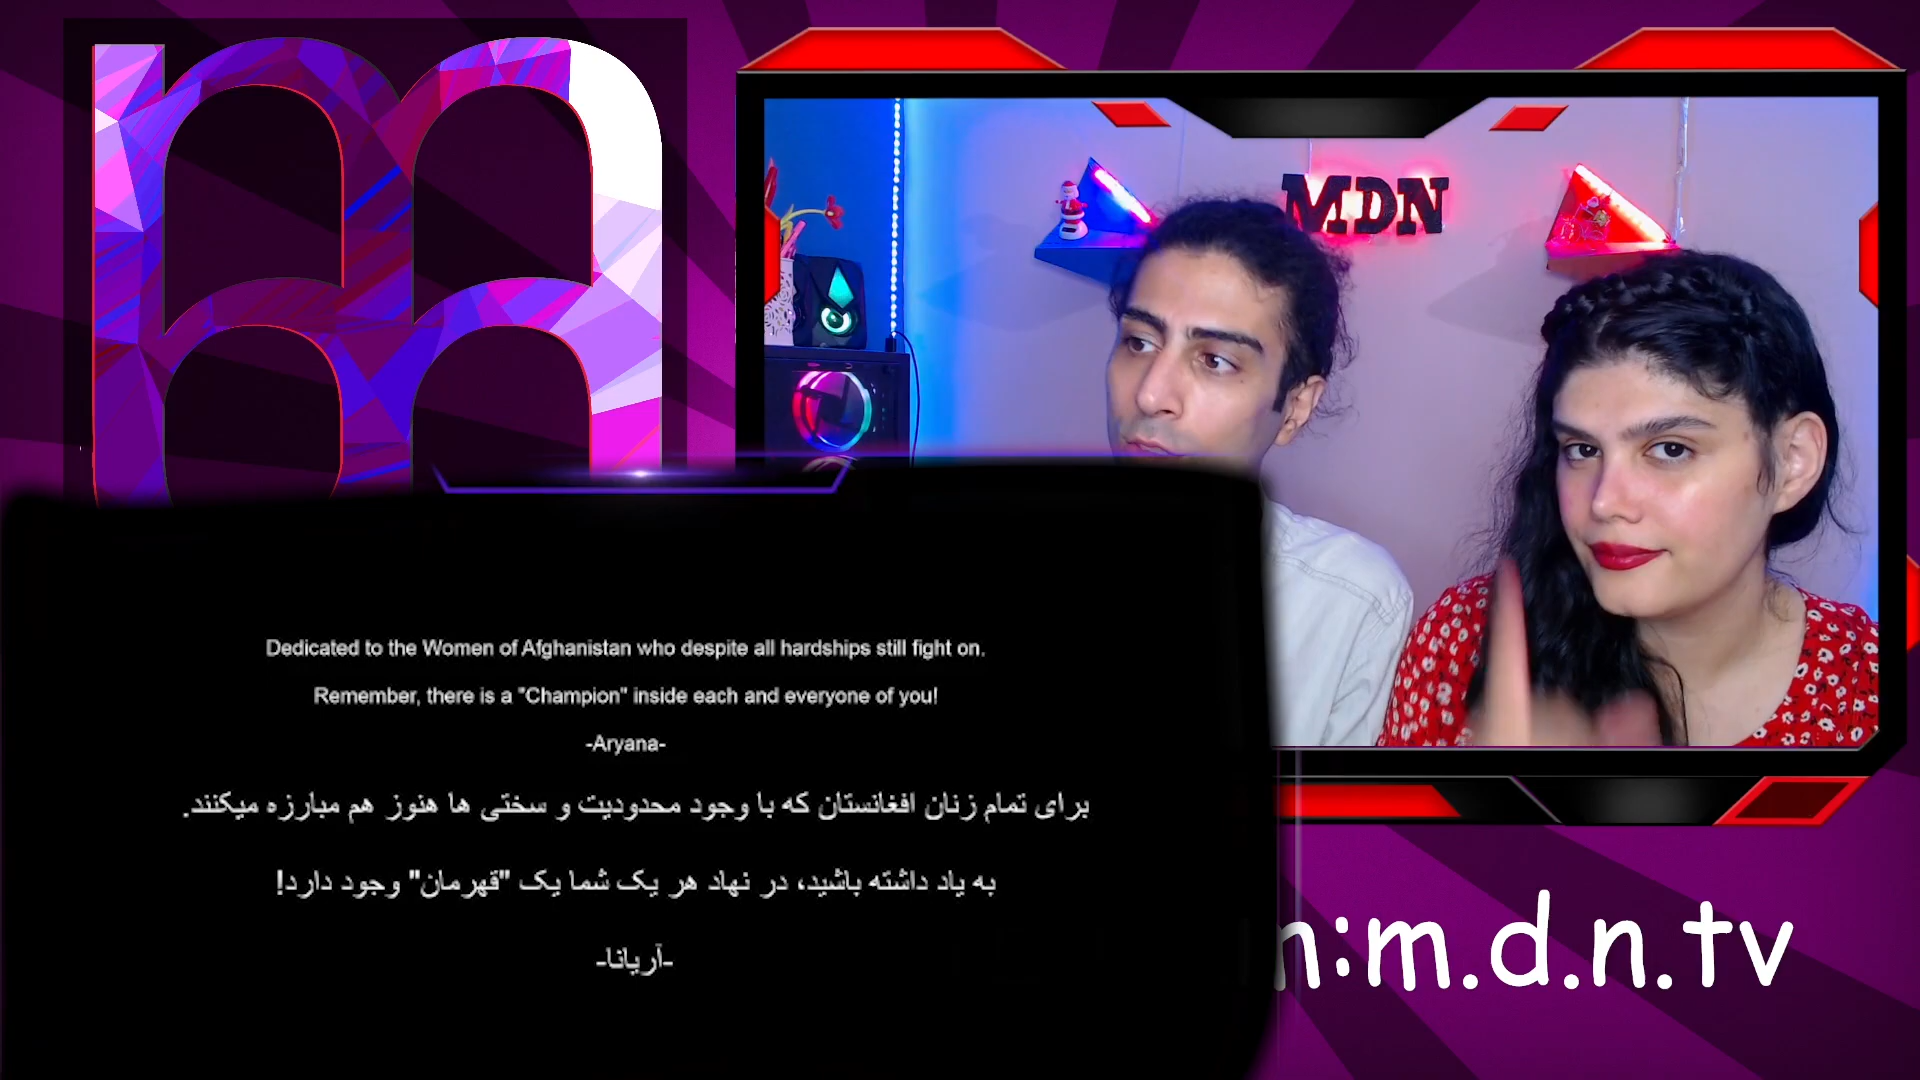 MDN
Dedicated to the Women of Afghanistan who despite all hardships still fight on.
Remember, there is a "Champion" inside each and everyone of you!
-Aryana-
برای تمام زنان افغانستان که با وجود محدودیت و سختی ها هنوز هم مبارزه میکنند.
به یاد داشته باشید، در نهاد هر یک شما یک "قهرمان" وجود دارد!
-آریانا-
n:m.d.n.tv